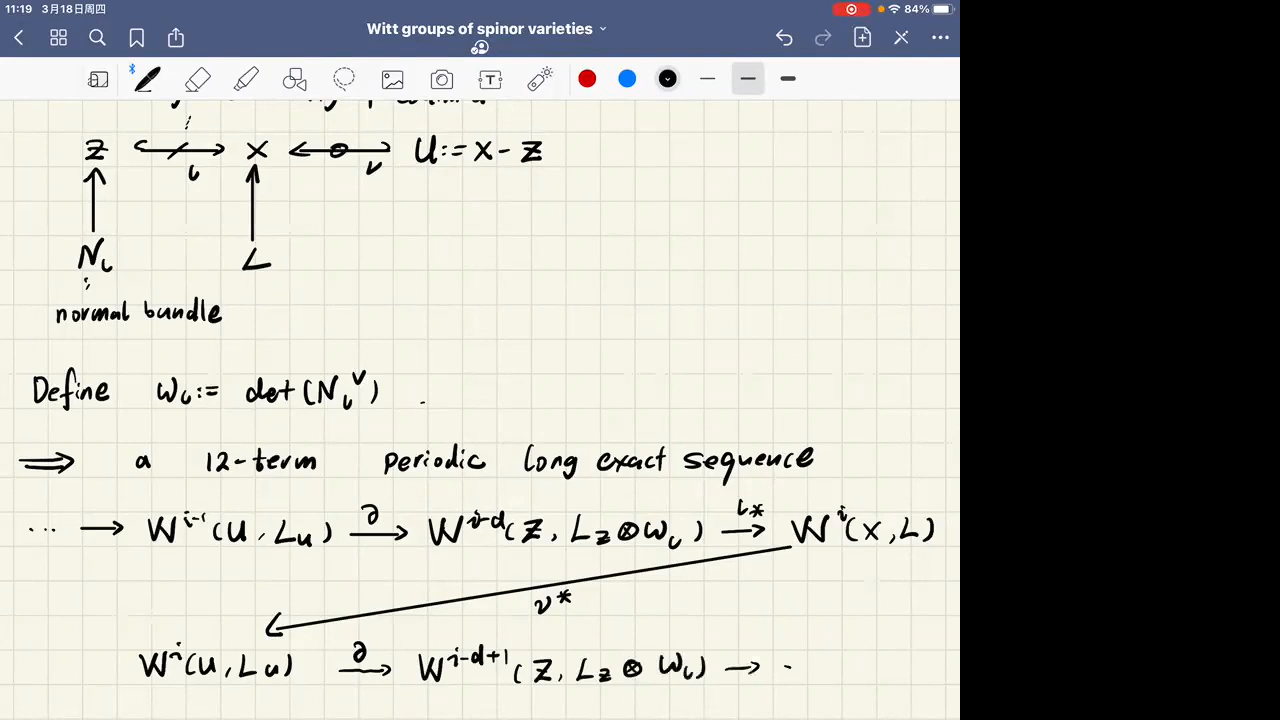 11:19 3月18日周四
84%
Witt groups of spinor varieties
Z X U := X - Z
ι υ
N_ι L
normal bundle
Define ω_ι := det(N_ι^∨)
⟹ a 12-term periodic long exact sequence
... → W^{i-1}(U, L_U) →^∂ W^{i-d}(Z, L_Z ⊗ ω_ι) →^{ι_*} W^i(X, L)
υ^*
W^i(U, L_U) →^∂ W^{i-d+1}(Z, L_Z ⊗ ω_ι) → ·